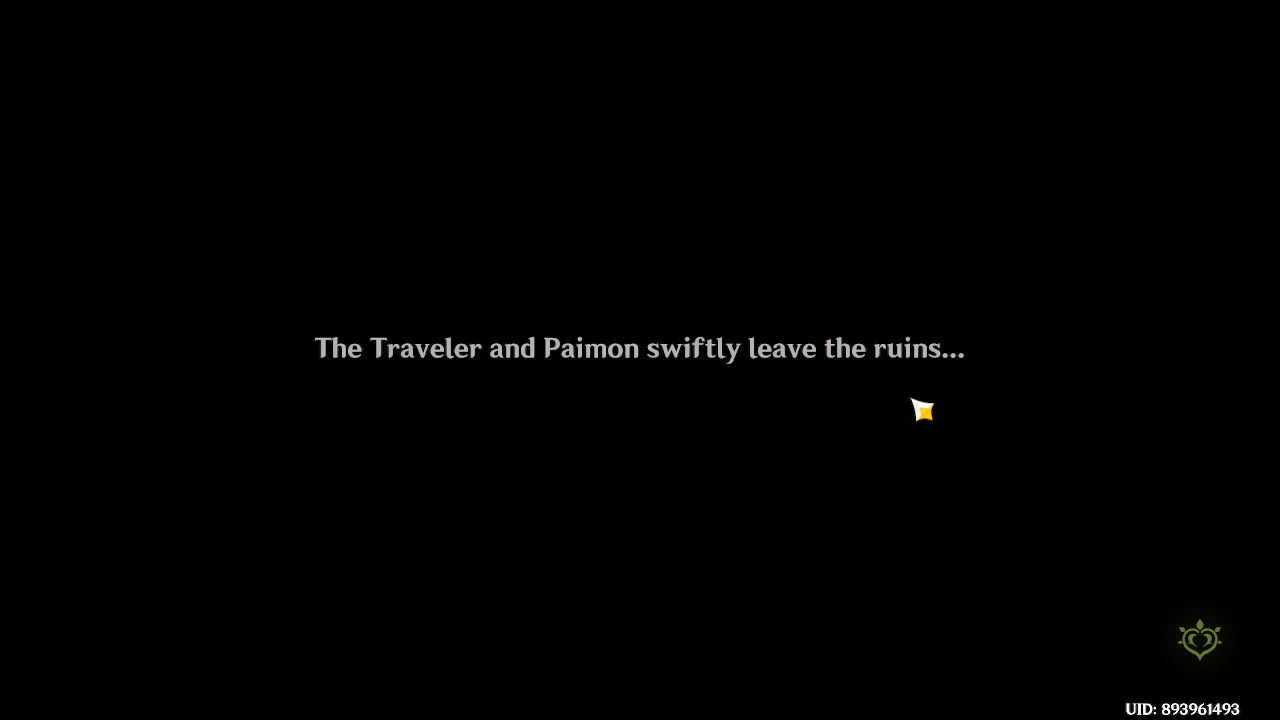 The Traveler and Paimon swiftly leave the ruins...
UID: 893961493